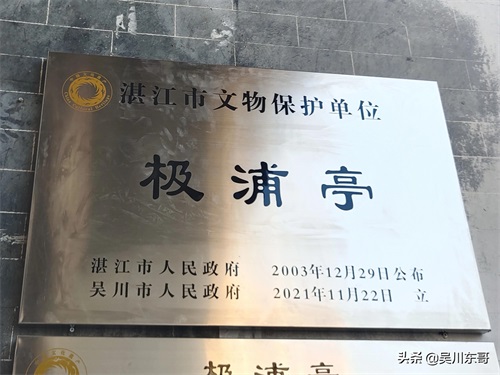 湛江市文物保护单位
极浦亭
湛江市人民政府 2003年12月29日公布
吴川市人民政府 2021年11月22日 立
极浦亭
头条 @吴川东哥